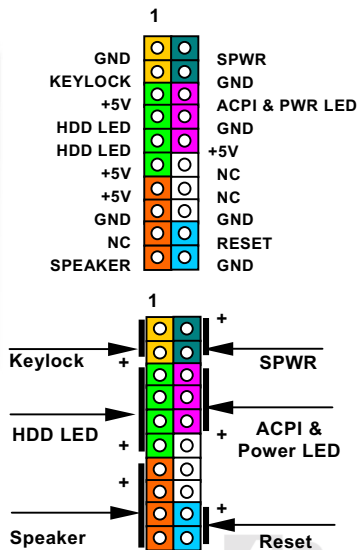 1
GND SPWR
KEYLOCK GND
+5V ACPI & PWR LED
HDD LED GND
HDD LED +5V
+5V NC
+5V NC
GND GND
NC RESET
SPEAKER GND
1
+
Keylock SPWR
+
HDD LED ACPI &
Power LED
+ +
+
+
Speaker Reset